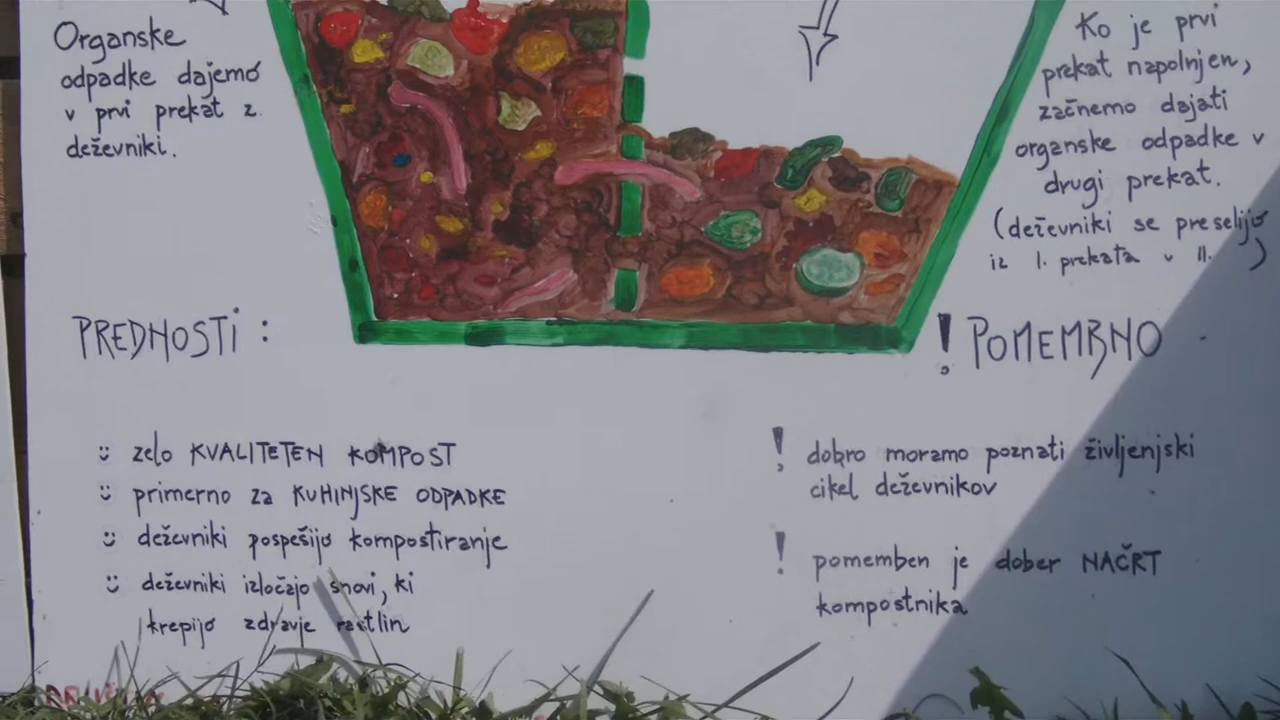 Organske
odpadke dajemo
v prvi prekat z
deževniki.
Ko je prvi
prekat napolnjen,
začnemo dajati
organske odpadke v
drugi prekat.
(deževniki se preselijo
iz I. prekata v II. )
PREDNOSTi :
zelo KVALITETEN KOMPOST
primerno za KUHINJSKE ODPADKE
deževniki pospešijo kompostiranje
deževniki izločajo snovi, ki
krepijo zdravje rastlin
! POMEMBNO
! dobro moramo poznati življenjski
cikel deževnikov
! pomemben je dober NAČRT
kompostnika